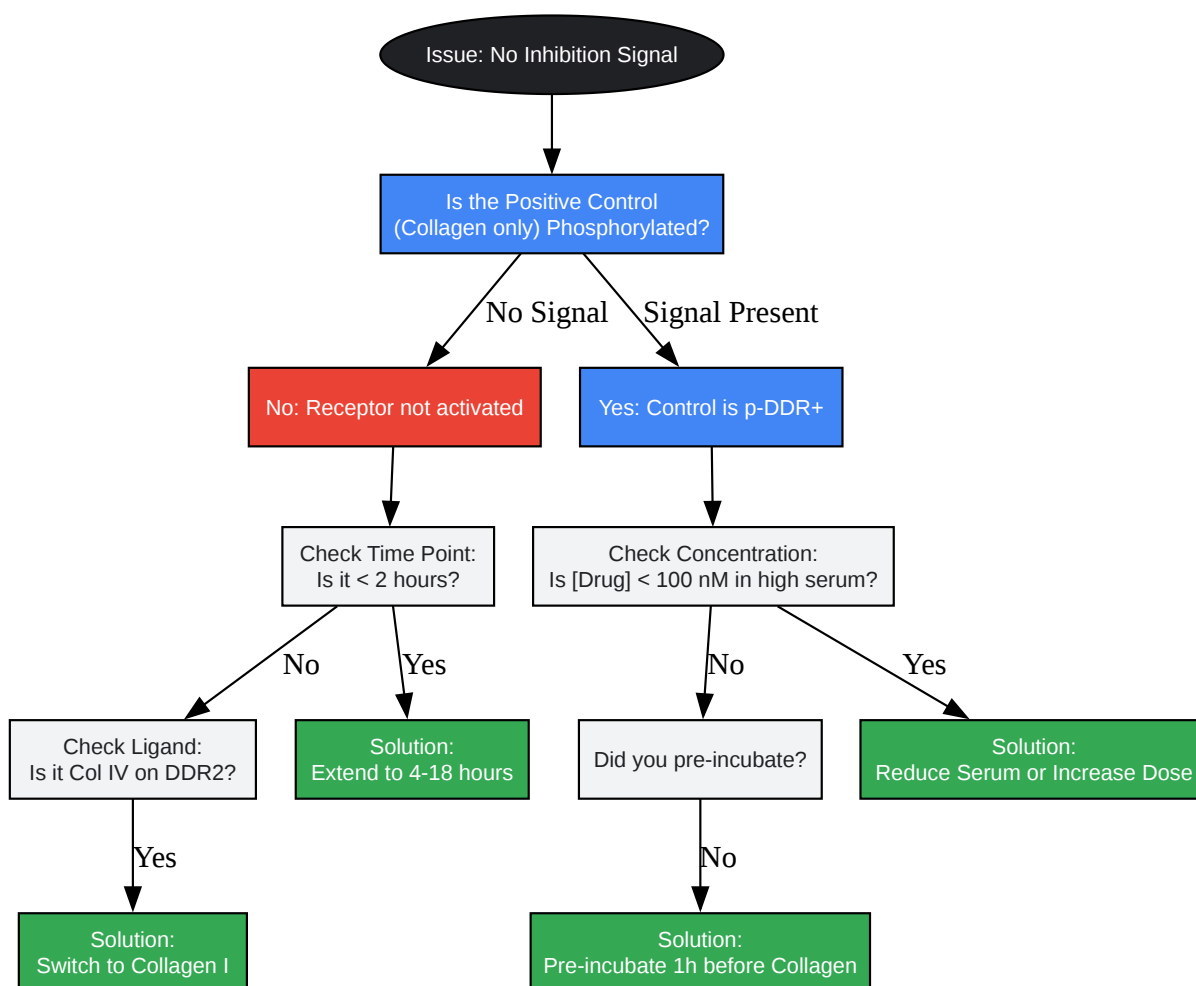 Issue: No Inhibition Signal
Is the Positive Control
(Collagen only) Phosphorylated?
No Signal
Signal Present
No: Receptor not activated
Yes: Control is p-DDR+
Check Time Point:
Is it < 2 hours?
Check Concentration:
Is [Drug] < 100 nM in high serum?
No
Yes
No
Yes
Check Ligand:
Is it Col IV on DDR2?
Solution:
Extend to 4-18 hours
Did you pre-incubate?
Solution:
Reduce Serum or Increase Dose
Yes
No
Solution:
Switch to Collagen I
Solution:
Pre-incubate 1h before Collagen